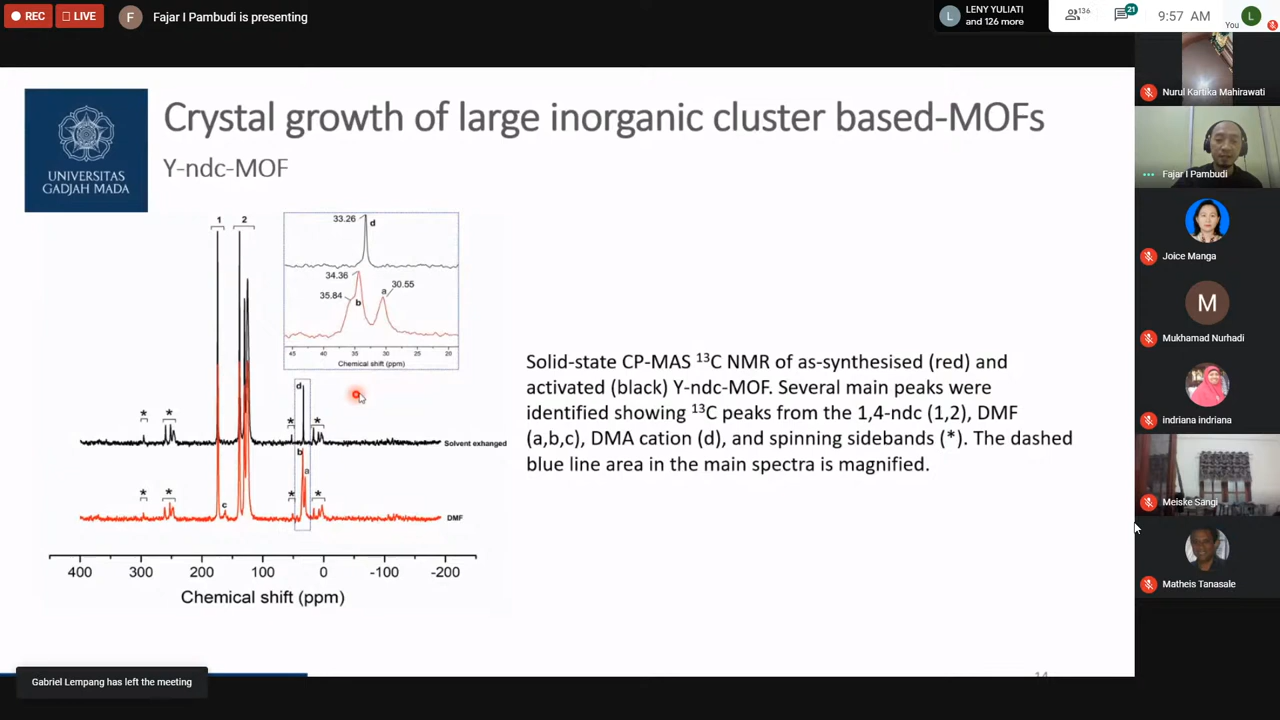 REC
LIVE
F
Fajar I Pambudi is presenting
L
LENY YULIATI
and 126 more
136
21
9:57 AM
You
L
Crystal growth of large inorganic cluster based-MOFs
Y-ndc-MOF
UNIVERSITAS
GADJAH MADA
1
2
33.26
d
34.36
35.84
b
a
30.55
45
40
35
30
25
20
Chemical shift (ppm)
d
*
*
*
*
b
Solvent exhanged
a
*
*
*
*
c
DMF
400
300
200
100
0
-100
-200
Chemical shift (ppm)
Solid-state CP-MAS ¹³C NMR of as-synthesised (red) and
activated (black) Y-ndc-MOF. Several main peaks were
identified showing ¹³C peaks from the 1,4-ndc (1,2), DMF
(a,b,c), DMA cation (d), and spinning sidebands (*). The dashed
blue line area in the main spectra is magnified.
14
Gabriel Lempang has left the meeting
Nurul Kartika Mahirawati
Fajar I Pambudi
Joice Manga
M
Mukhamad Nurhadi
indriana indriana
Meiske Sangi
Matheis Tanasale